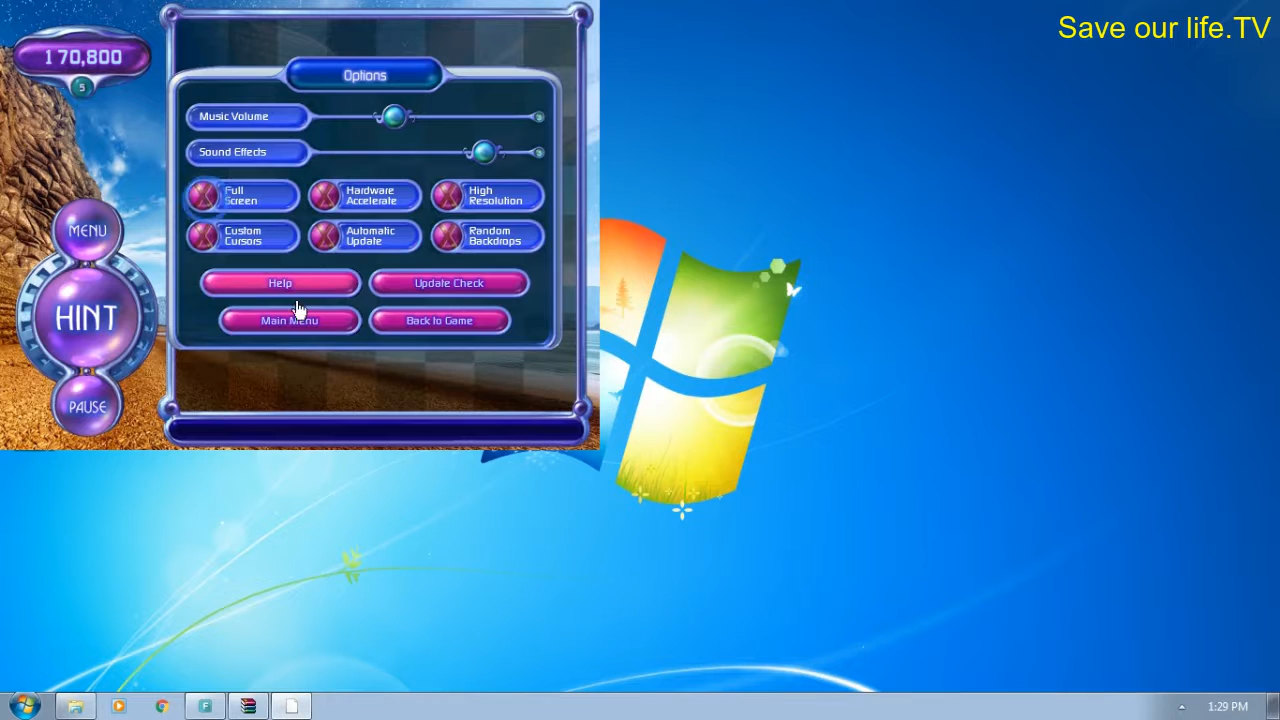 Save our life.TV
170,800
5
Options
Music Volume
Sound Effects
Full
Screen
Hardware
Accelerate
High
Resolution
Custom
Cursors
Automatic
Update
Random
Backdrops
Help
Update Check
Main Menu
Back to Game
MENU
HINT
PAUSE
F
1:29 PM